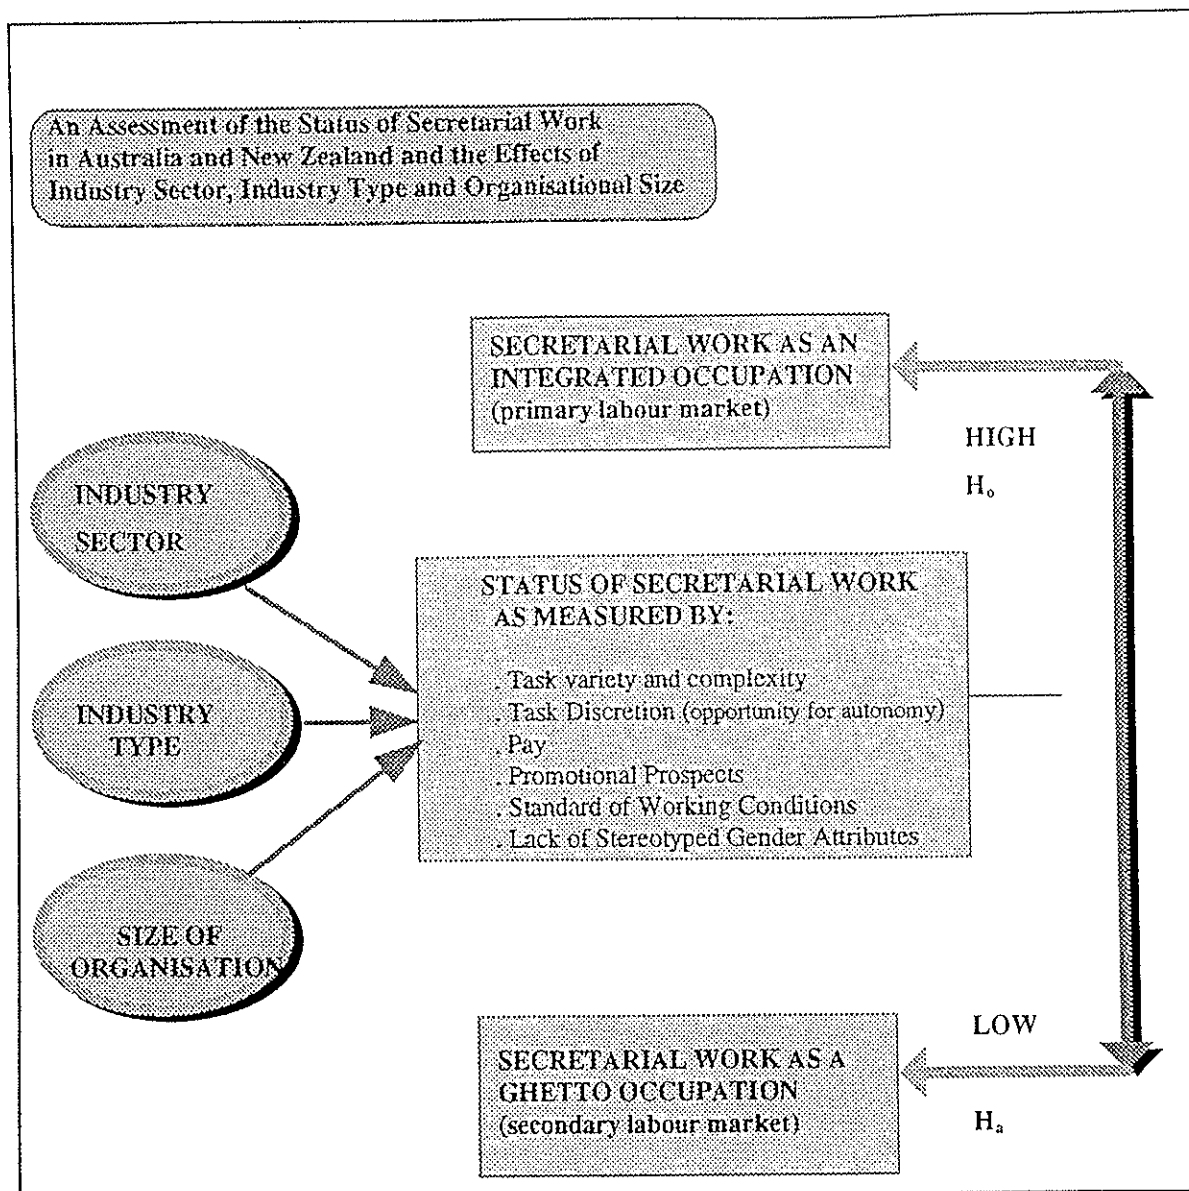 An Assessment of the Status of Secretarial Work
in Australia and New Zealand and the Effects of
Industry Sector, Industry Type and Organisational Size
SECRETARIAL WORK AS AN
INTEGRATED OCCUPATION
(primary labour market)
HIGH
H₀
INDUSTRY
SECTOR
STATUS OF SECRETARIAL WORK
AS MEASURED BY:
. Task variety and complexity
. Task Discretion (opportunity for autonomy)
. Pay
. Promotional Prospects
. Standard of Working Conditions
. Lack of Stereotyped Gender Attributes
INDUSTRY
TYPE
SIZE OF
ORGANISATION
LOW
SECRETARIAL WORK AS A
GHETTO OCCUPATION
(secondary labour market)
Hₐ